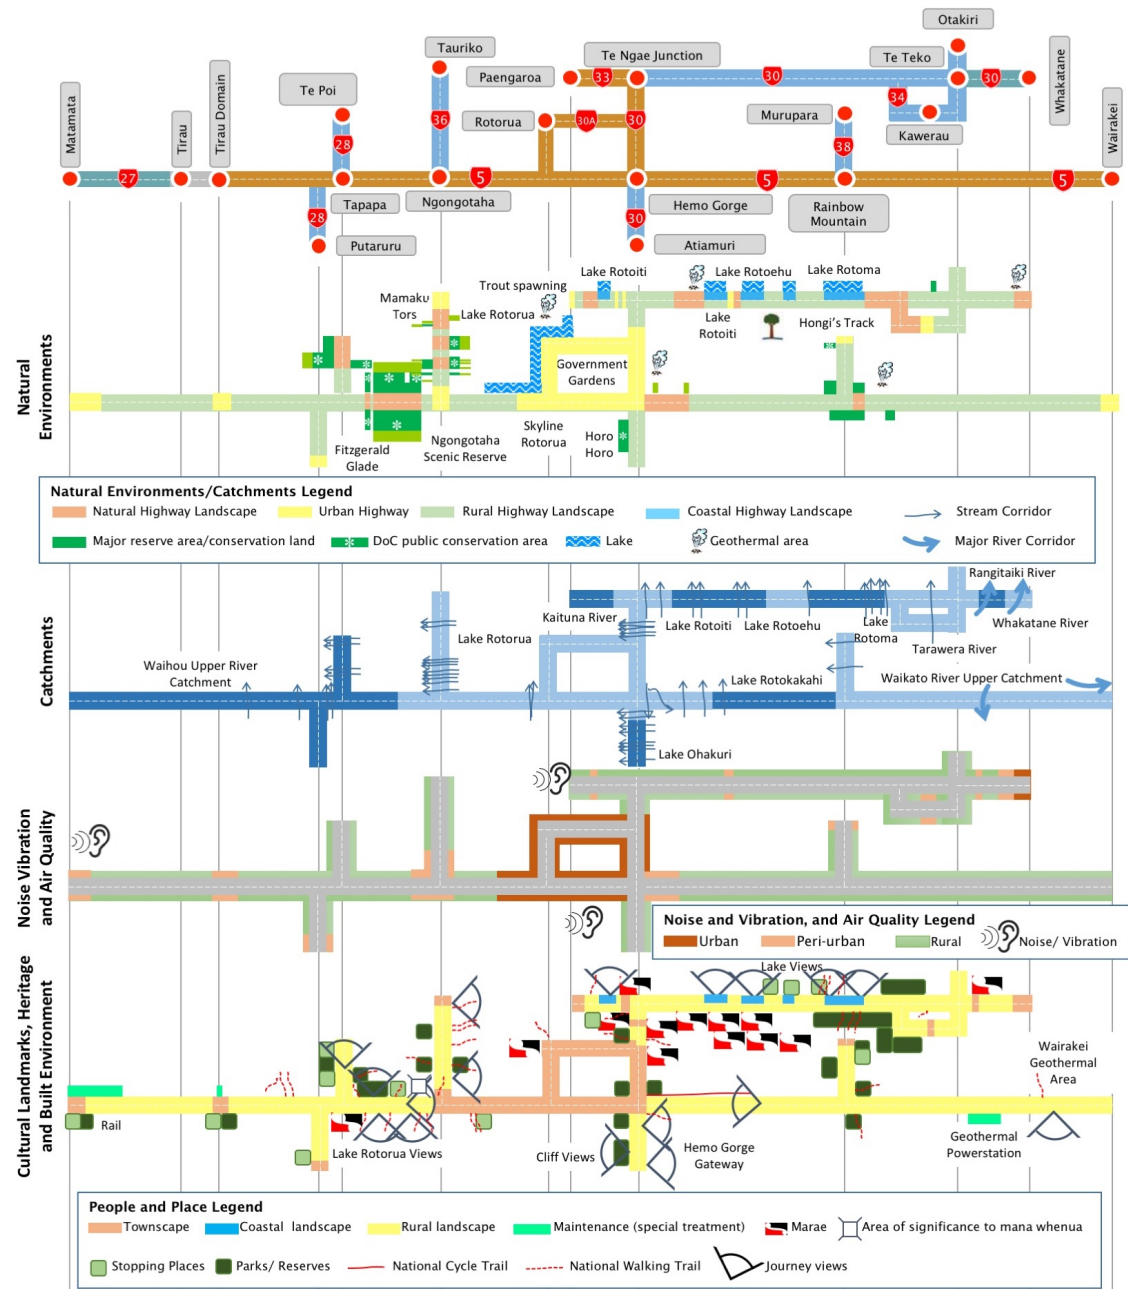 Otakiri
Tauriko
Te Ngae Junction
Te Teko
Paengaroa
33
30
30
Te Poi
34
Whakatane
Matamata
Tirau
Tirau Domain
36
Rotorua
30A
30
Murupara
Kawerau
Wairakei
28
38
27
5
5
5
Tapapa
Ngongotaha
Hemo Gorge
Rainbow
Mountain
28
30
Putaruru
Atiamuri
Natural
Environments
Trout spawning
Lake Rotoiti
Lake Rotoehu
Lake Rotoma
Mamaku
Tors
Lake Rotorua
Lake
Rotoiti
Hongi's Track
Government
Gardens
Fitzgerald
Glade
Ngongotaha
Scenic Reserve
Skyline
Rotorua
Horo
Horo
Natural Environments/Catchments Legend
Natural Highway Landscape
Urban Highway
Rural Highway Landscape
Coastal Highway Landscape
Stream Corridor
Major reserve area/conservation land
DoC public conservation area
Lake
Geothermal area
Major River Corridor
Catchments
Rangitaiki River
Kaituna River
Lake Rotoiti
Lake Rotoehu
Lake
Rotoma
Whakatane River
Lake Rotorua
Tarawera River
Waihou Upper River
Catchment
Lake Rotokakahi
Waikato River Upper Catchment
Lake Ohakuri
Noise Vibration
and Air Quality
Noise and Vibration, and Air Quality Legend
Urban
Peri-urban
Rural
Noise/ Vibration
Cultural Landmarks, Heritage
and Built Environment
Lake Views
Wairakei
Geothermal
Area
Rail
Lake Rotorua Views
Cliff Views
Hemo Gorge
Gateway
Geothermal
Powerstation
People and Place Legend
Townscape
Coastal landscape
Rural landscape
Maintenance (special treatment)
Marae
Area of significance to mana whenua
Stopping Places
Parks/ Reserves
National Cycle Trail
National Walking Trail
Journey views